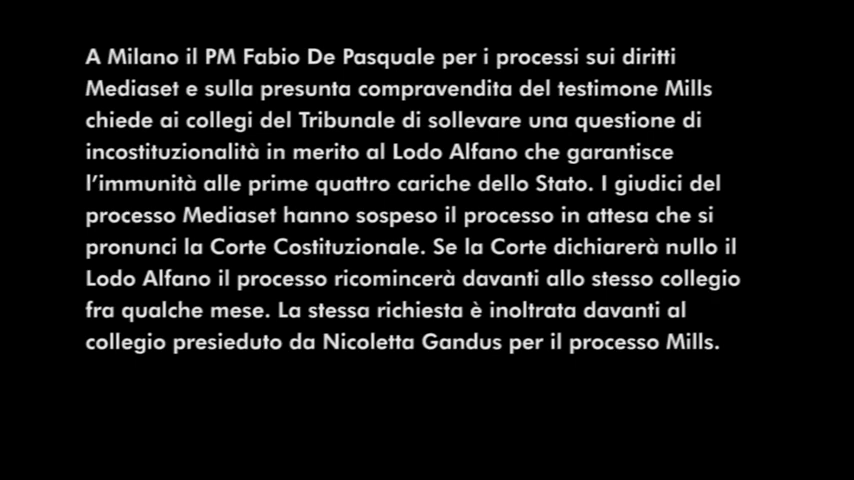 A Milano il PM Fabio De Pasquale per i processi sui diritti
Mediaset e sulla presunta compravendita del testimone Mills
chiede ai collegi del Tribunale di sollevare una questione di
incostituzionalità in merito al Lodo Alfano che garantisce
l’immunità alle prime quattro cariche dello Stato. I giudici del
processo Mediaset hanno sospeso il processo in attesa che si
pronunci la Corte Costituzionale. Se la Corte dichiarerà nullo il
Lodo Alfano il processo ricomincerà davanti allo stesso collegio
fra qualche mese. La stessa richiesta è inoltrata davanti al
collegio presieduto da Nicoletta Gandus per il processo Mills.